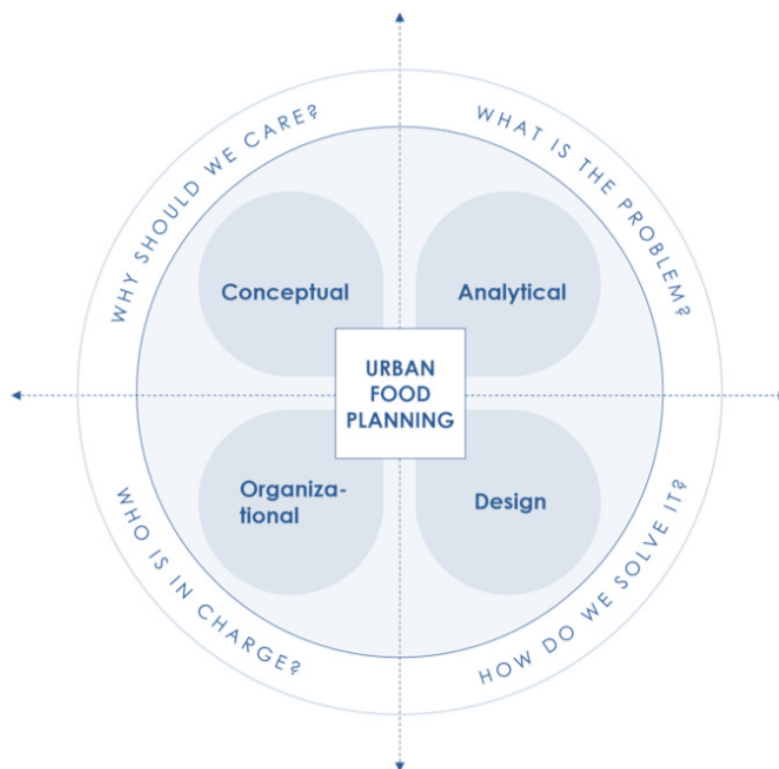 WHY SHOULD WE CARE?
WHAT IS THE PROBLEM?
Conceptual
Analytical
URBAN
FOOD
PLANNING
Organiza-
tional
Design
WHO IS IN CHARGE?
HOW DO WE SOLVE IT?